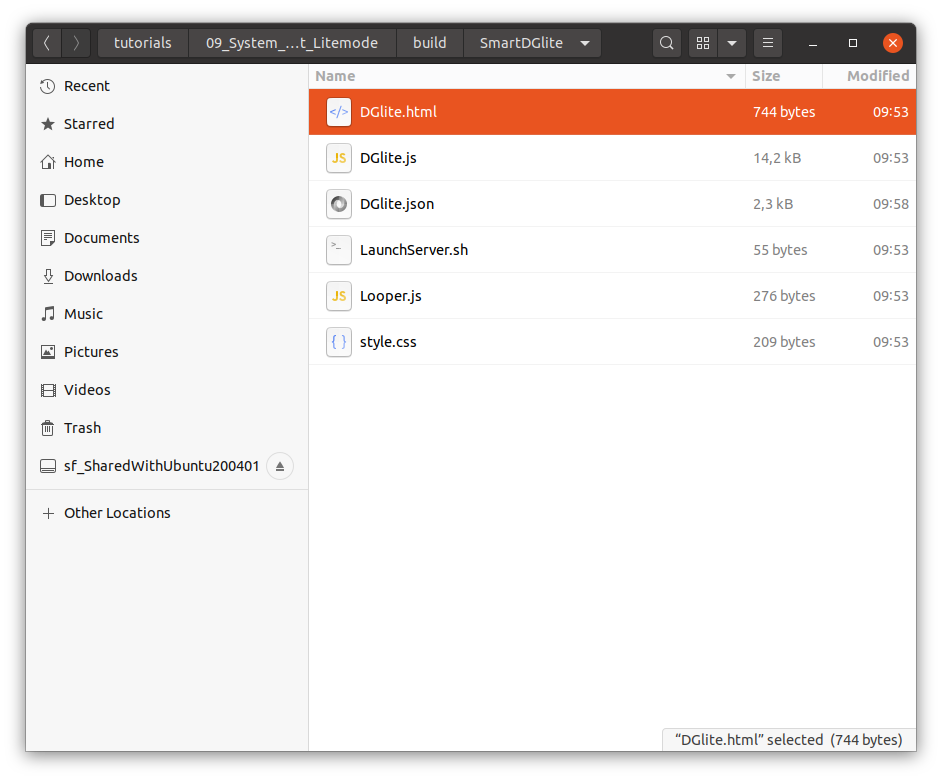 tutorials 09_System_...t_Litemode build SmartDGlite
Recent
Starred
Home
Desktop
Documents
Downloads
Music
Pictures
Videos
Trash
sf_SharedWithUbuntu200401
Other Locations
Name Size Modified
</> DGlite.html 744 bytes 09:53
JS DGlite.js 14,2 kB 09:53
DGlite.json 2,3 kB 09:58
>_ LaunchServer.sh 55 bytes 09:53
JS Looper.js 276 bytes 09:53
{ } style.css 209 bytes 09:53
“DGlite.html” selected (744 bytes)